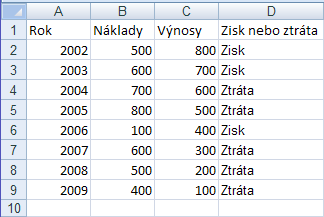 A B C D
1 Rok Náklady Výnosy Zisk nebo ztráta
2 2002 500 800 Zisk
3 2003 600 700 Zisk
4 2004 700 600 Ztráta
5 2005 800 500 Ztráta
6 2006 100 400 Zisk
7 2007 600 300 Ztráta
8 2008 500 200 Ztráta
9 2009 400 100 Ztráta
10